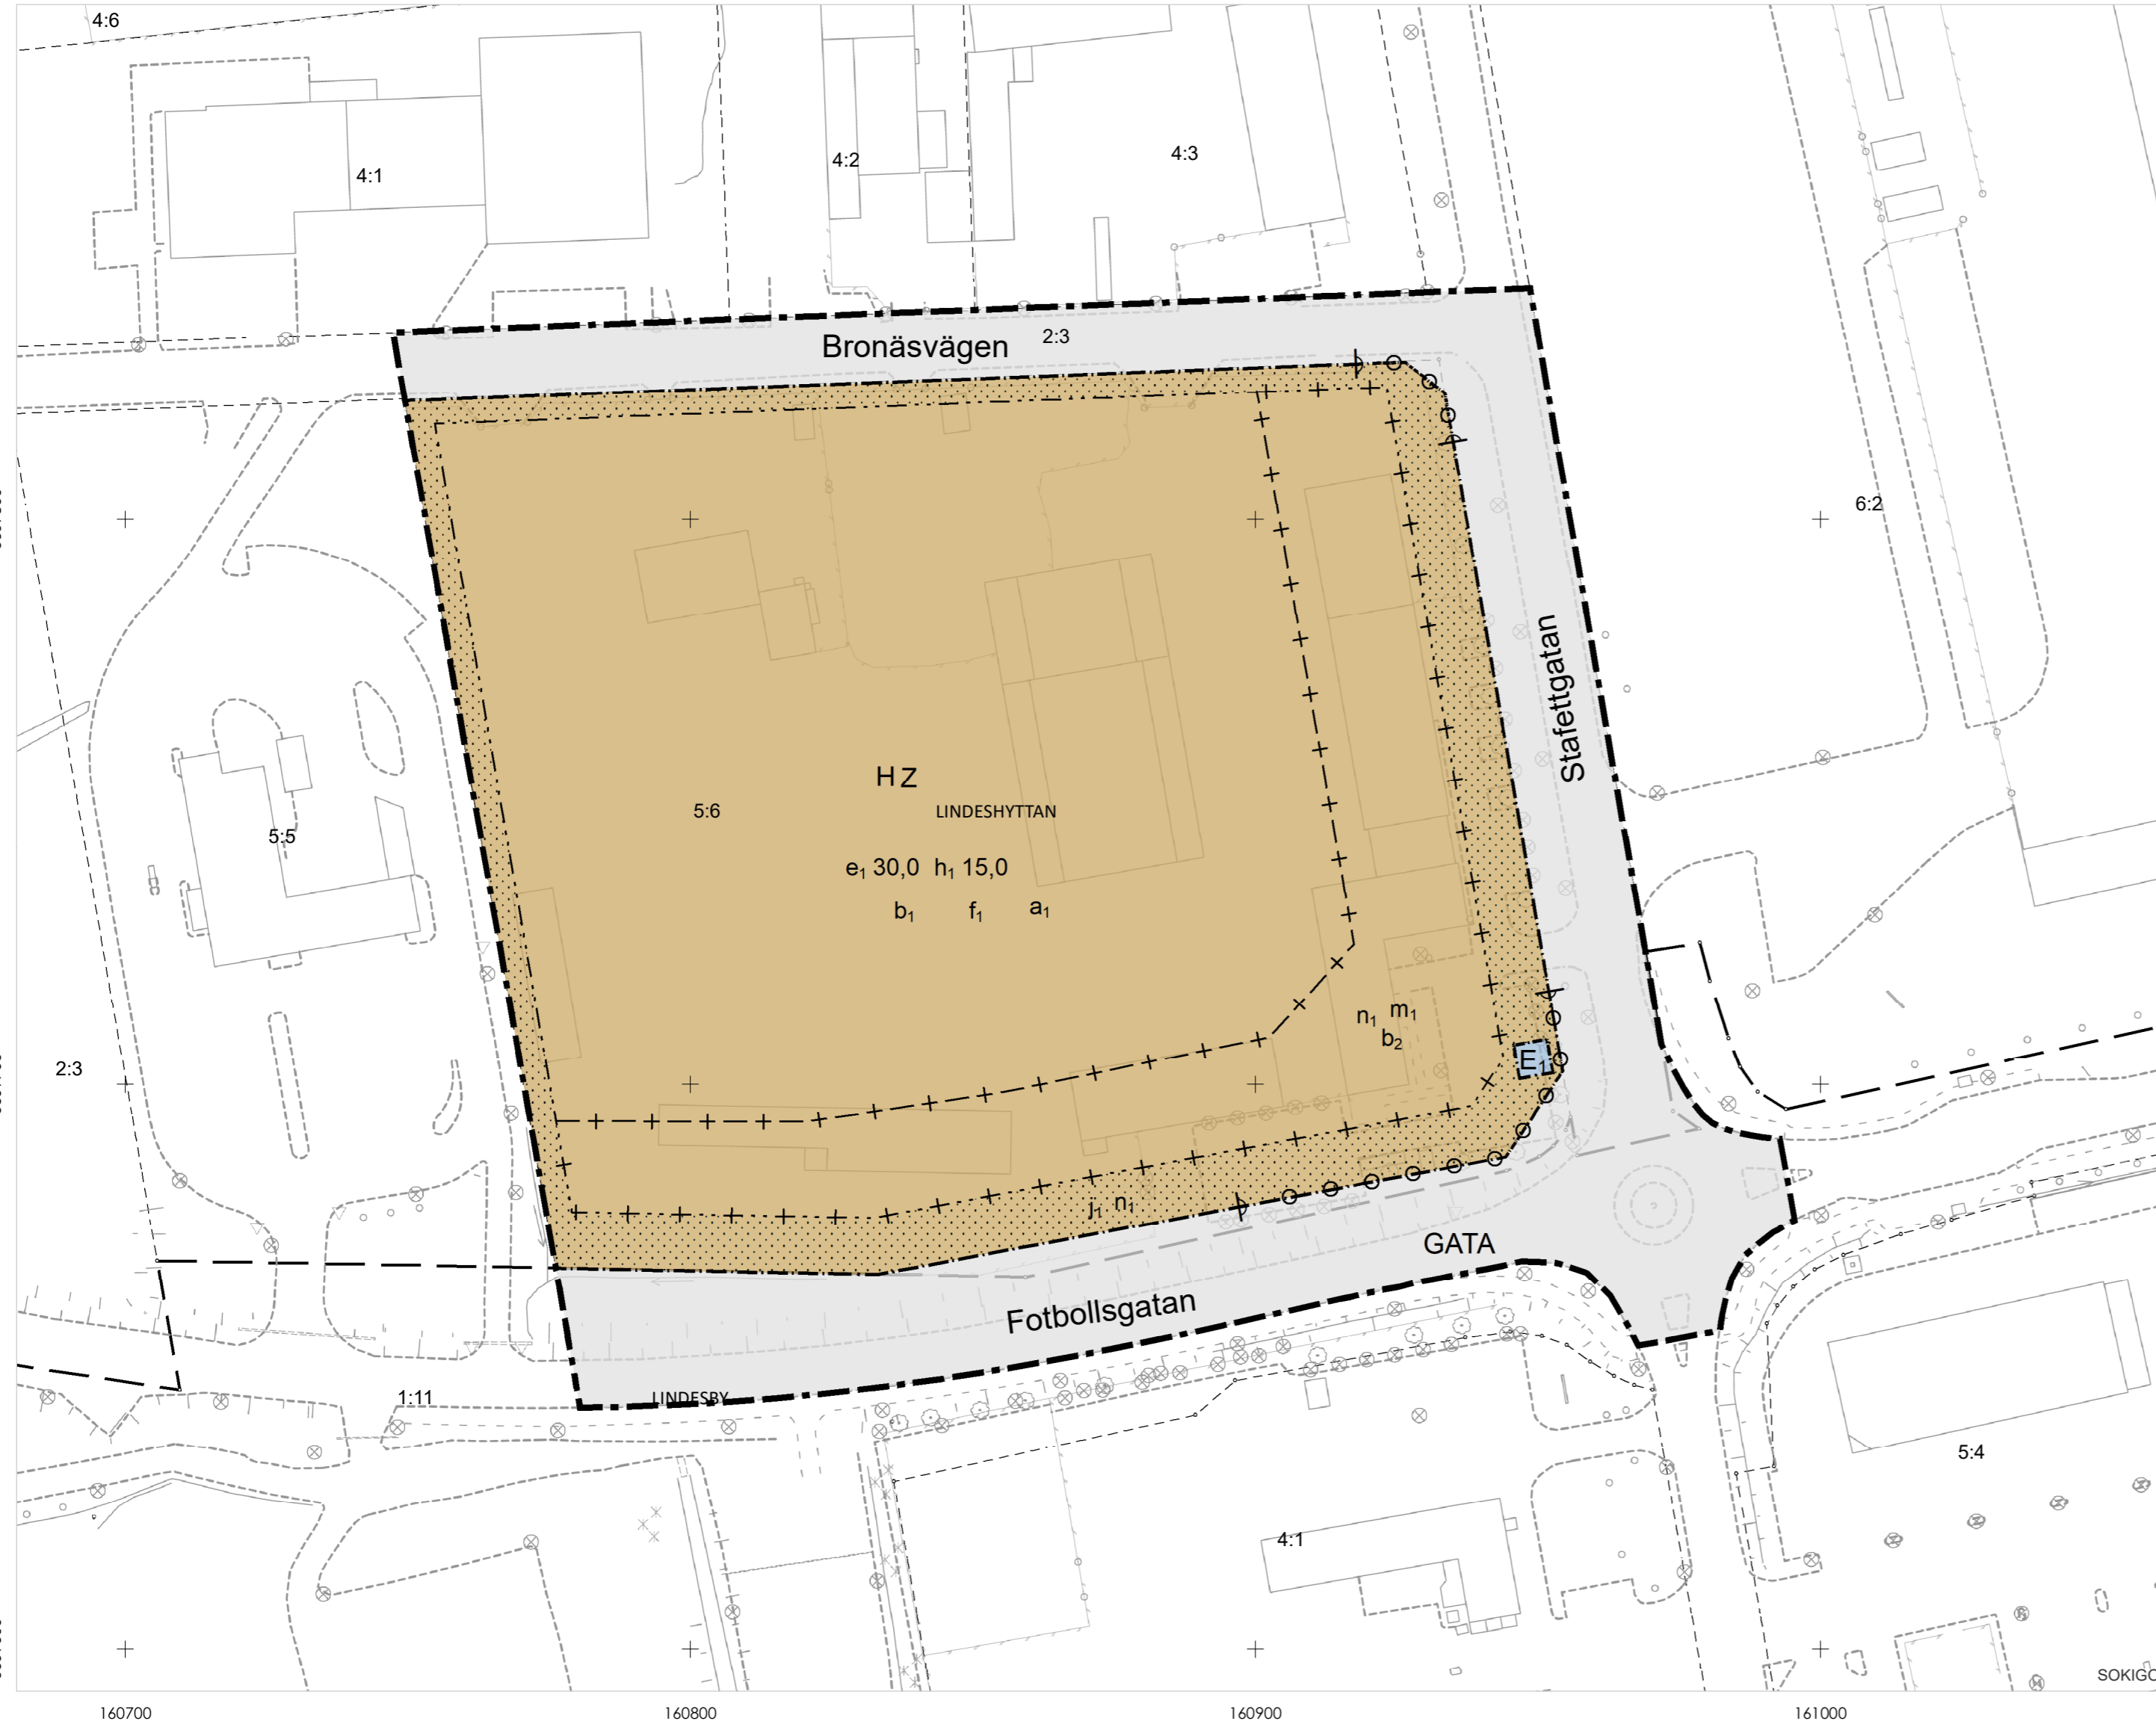 4:6
4:1
4:2
4:3
Bronäsvägen
2:3
6:2
Stafettgatan
HZ
5:6
LINDESHYTTAN
5:5
e₁ 30,0 h₁ 15,0
b₁ f₁ a₁
n₁ m₁
b₂
E₁
2:3
j₁ n₁
GATA
Fotbollsgatan
1:11
LINDESBY
5:4
4:1
SOKIGO
160700 160800 160900 161000